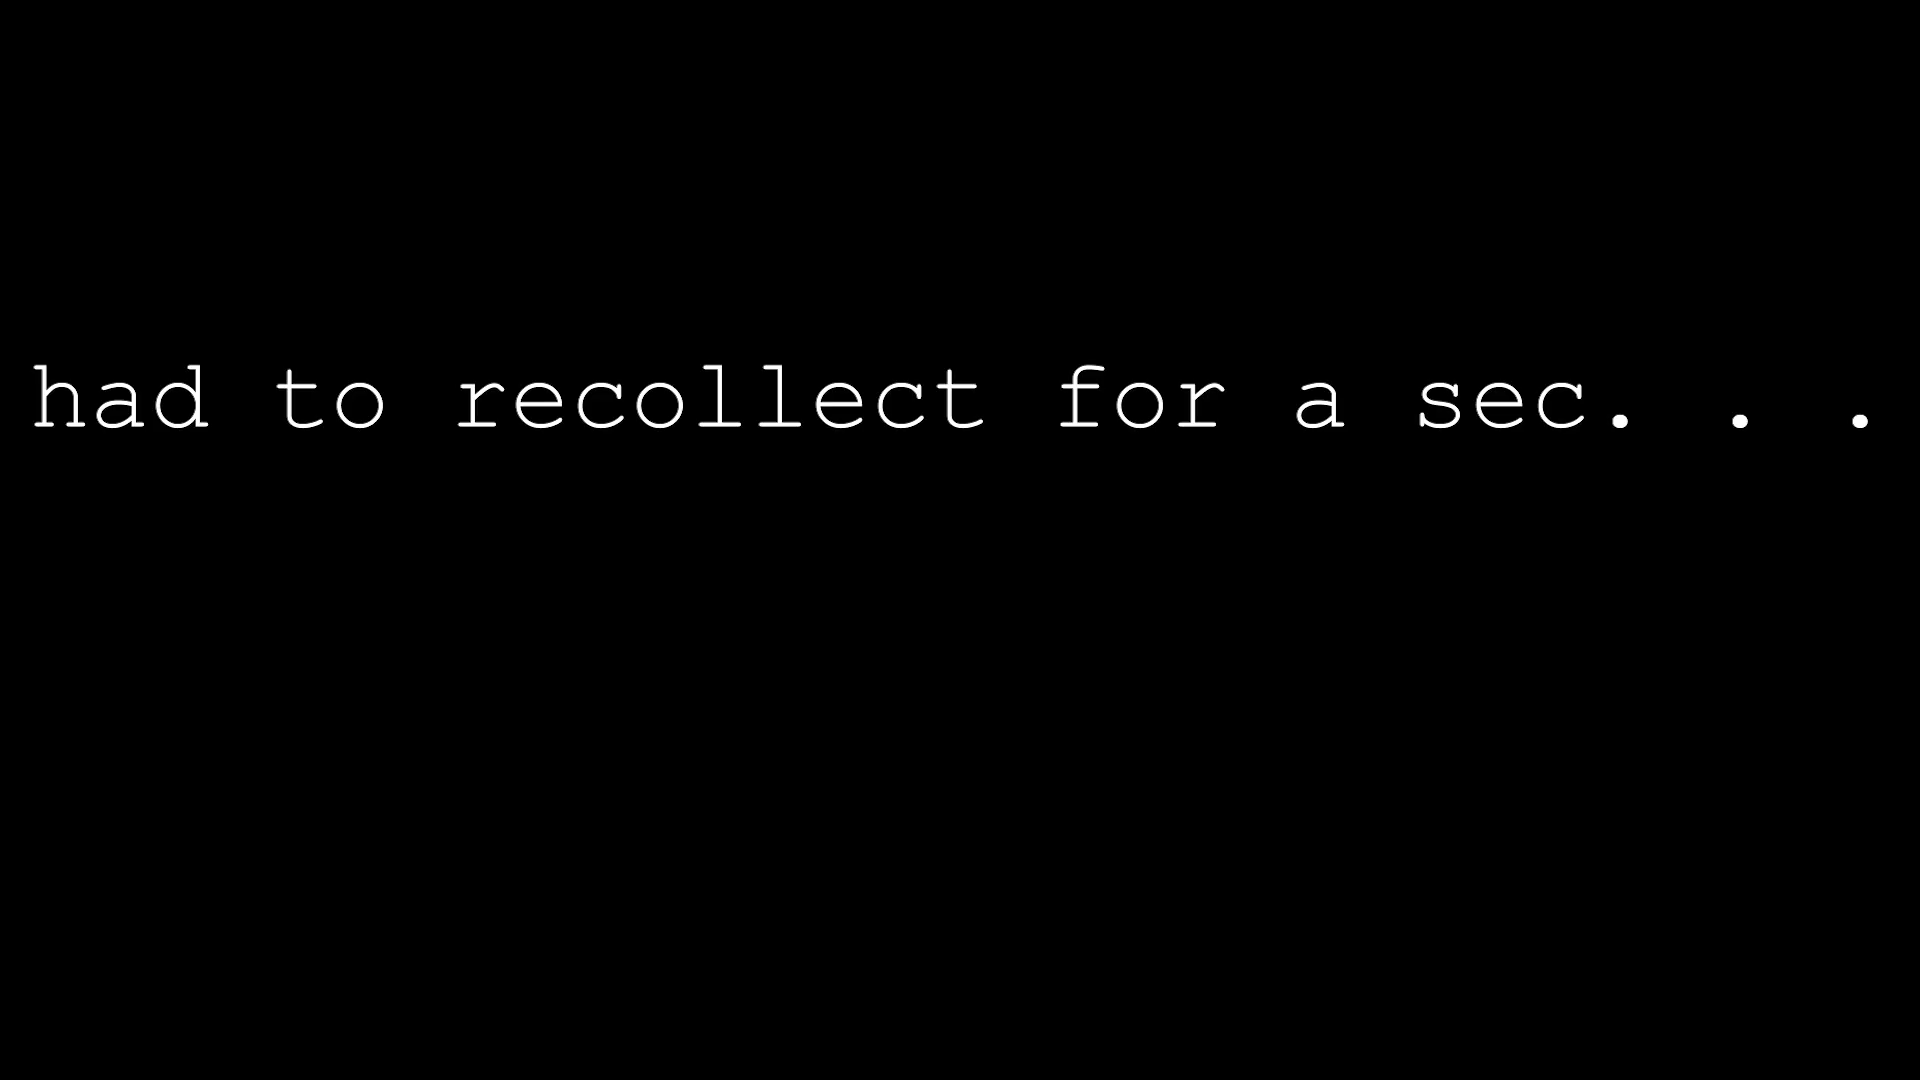 had to recollect for a sec. . .